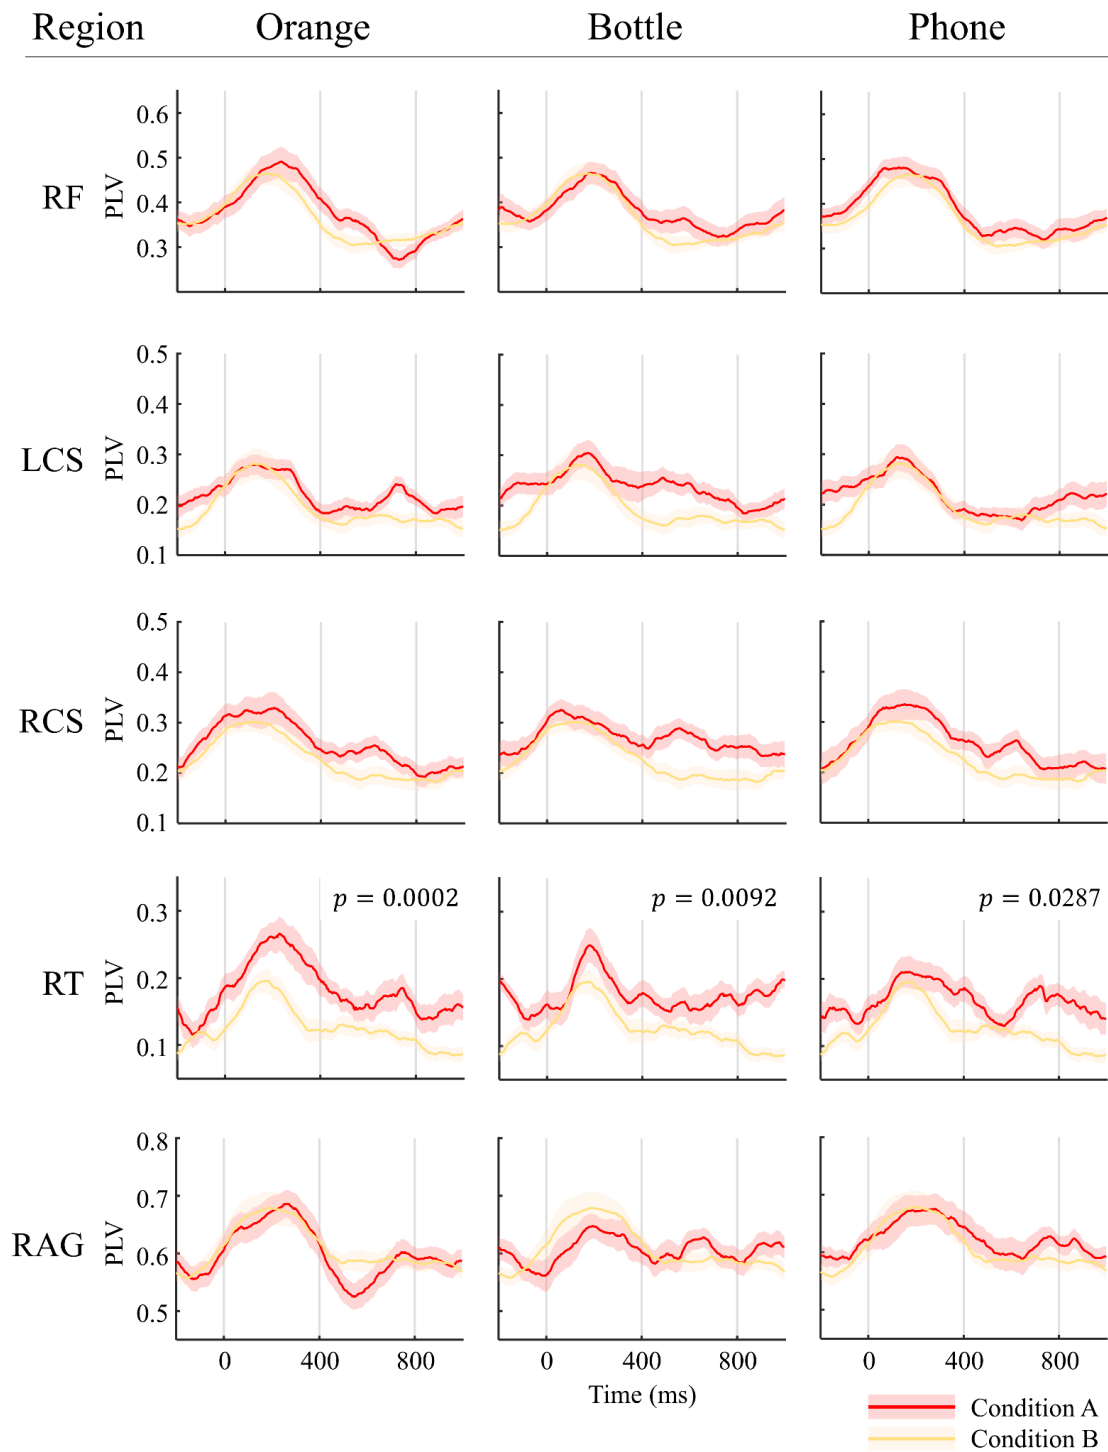 Region Orange Bottle Phone
RF PLV 0.6 0.5 0.4 0.3
LCS PLV 0.5 0.4 0.3 0.2 0.1
RCS PLV 0.5 0.4 0.3 0.2 0.1
RT PLV 0.3 0.2 0.1 p = 0.0002 p = 0.0092 p = 0.0287
RAG PLV 0.8 0.7 0.6 0.5
0 400 800 0 400 800 0 400 800
Time (ms)
Condition A
Condition B